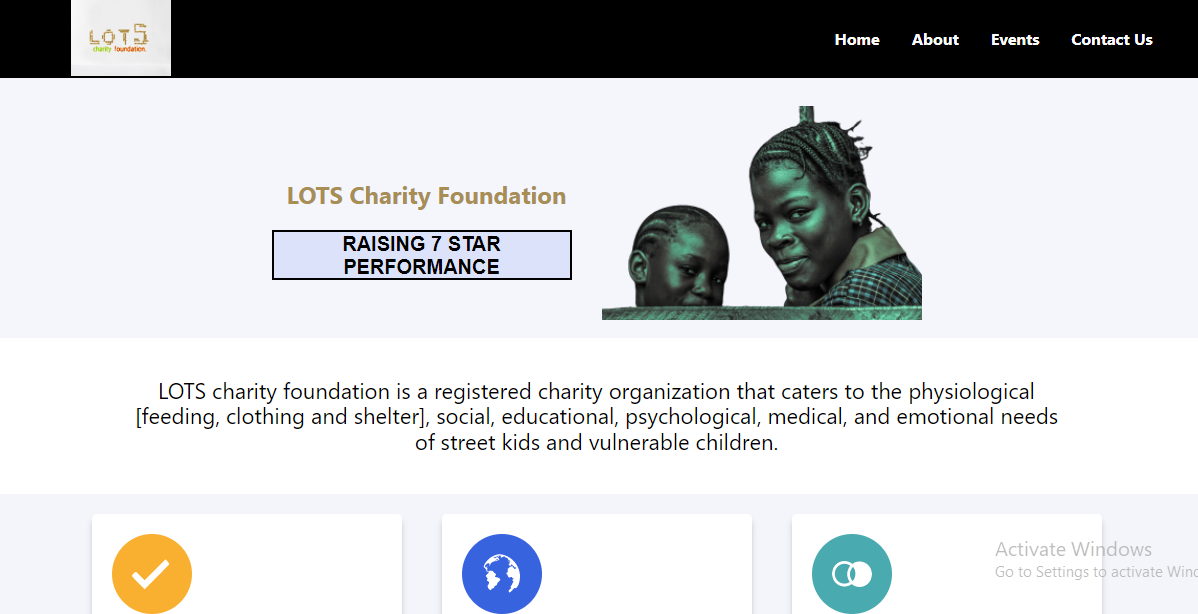 LOTS
charity foundation.
Home About Events Contact Us
LOTS Charity Foundation
RAISING 7 STAR
PERFORMANCE
LOTS charity foundation is a registered charity organization that caters to the physiological
[feeding, clothing and shelter], social, educational, psychological, medical, and emotional needs
of street kids and vulnerable children.
Activate Windows
Go to Settings to activate Win